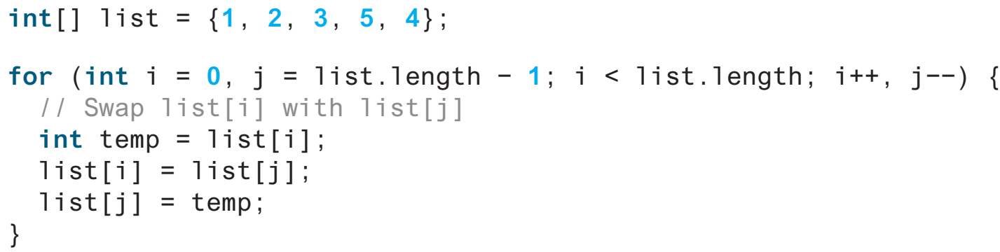 int[] list = {1, 2, 3, 5, 4};
for (int i = 0, j = list.length - 1; i < list.length; i++, j--) {
// Swap list[i] with list[j]
int temp = list[i];
list[i] = list[j];
list[j] = temp;
}